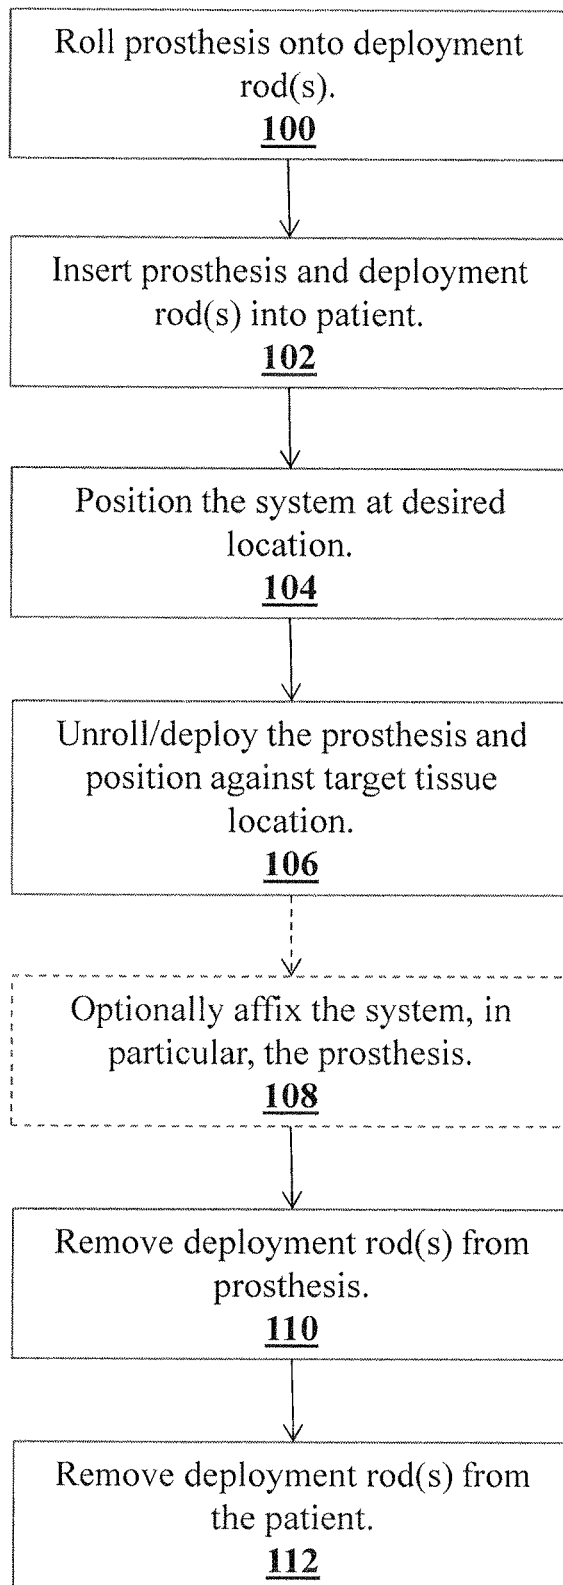 Roll prosthesis onto deployment
rod(s).
100
Insert prosthesis and deployment
rod(s) into patient.
102
Position the system at desired
location.
104
Unroll/deploy the prosthesis and
position against target tissue
location.
106
Optionally affix the system, in
particular, the prosthesis.
108
Remove deployment rod(s) from
prosthesis.
110
Remove deployment rod(s) from
the patient.
112